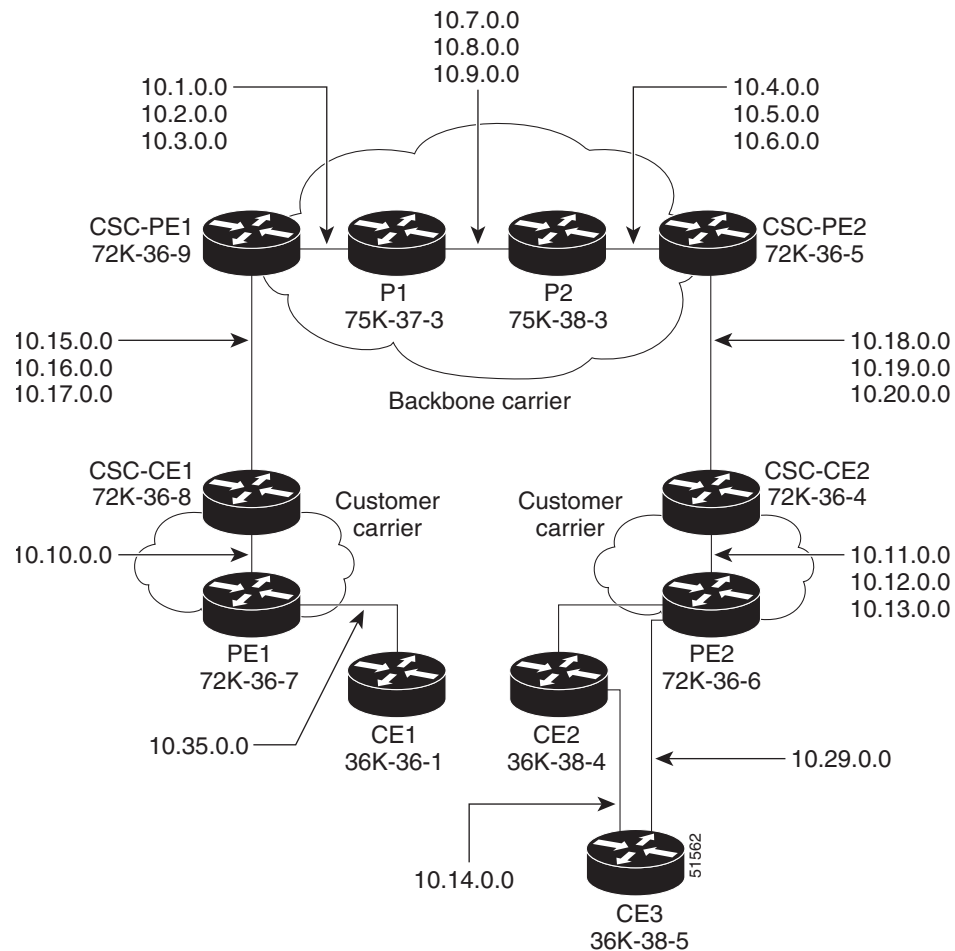 10.7.0.0
10.8.0.0
10.9.0.0
10.1.0.0
10.2.0.0
10.3.0.0
10.4.0.0
10.5.0.0
10.6.0.0
CSC-PE1
72K-36-9
CSC-PE2
72K-36-5
P1
75K-37-3
P2
75K-38-3
10.15.0.0
10.16.0.0
10.17.0.0
10.18.0.0
10.19.0.0
10.20.0.0
Backbone carrier
CSC-CE1
72K-36-8
CSC-CE2
72K-36-4
Customer
carrier
Customer
carrier
10.10.0.0
10.11.0.0
10.12.0.0
10.13.0.0
PE1
72K-36-7
PE2
72K-36-6
CE1
36K-36-1
CE2
36K-38-4
10.35.0.0
10.29.0.0
10.14.0.0
51562
CE3
36K-38-5